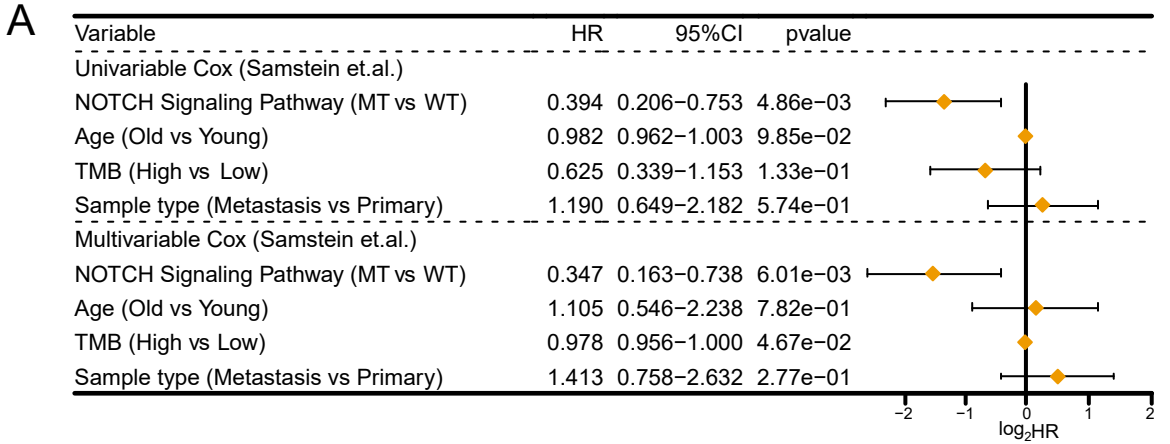 A
Variable HR 95%CI pvalue
Univariable Cox (Samstein et.al.)
NOTCH Signaling Pathway (MT vs WT) 0.394 0.206−0.753 4.86e−03
Age (Old vs Young) 0.982 0.962−1.003 9.85e−02
TMB (High vs Low) 0.625 0.339−1.153 1.33e−01
Sample type (Metastasis vs Primary) 1.190 0.649−2.182 5.74e−01
Multivariable Cox (Samstein et.al.)
NOTCH Signaling Pathway (MT vs WT) 0.347 0.163−0.738 6.01e−03
Age (Old vs Young) 1.105 0.546−2.238 7.82e−01
TMB (High vs Low) 0.978 0.956−1.000 4.67e−02
Sample type (Metastasis vs Primary) 1.413 0.758−2.632 2.77e−01
−2 −1 0 1 2
log₂HR